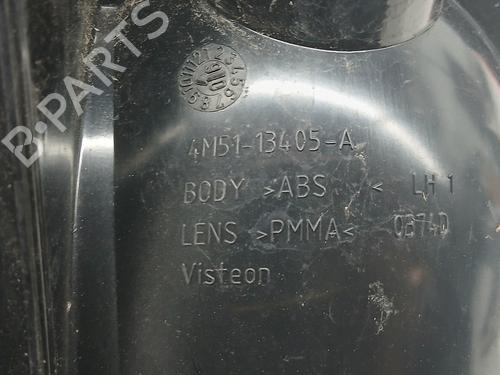 B-PARTS
4M51-13405-A
BODY >ABS < LH 1
LENS >PMMA< 0374D
Visteon